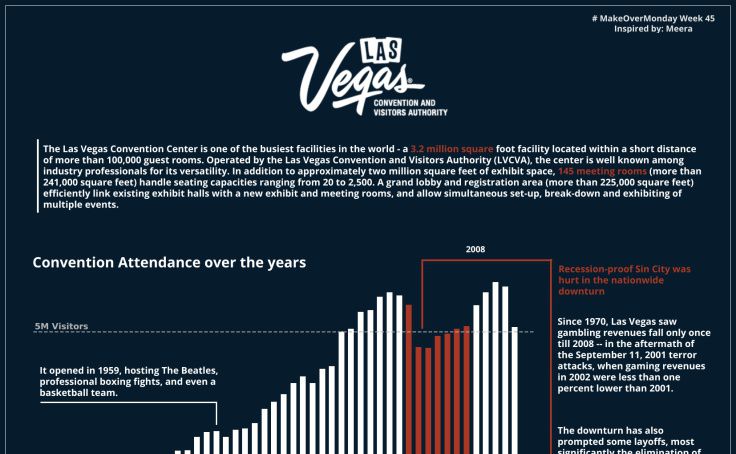 # MakeOverMonday Week 45
Inspired by: Meera
LAS
Vegas®
CONVENTION AND
VISITORS AUTHORITY
The Las Vegas Convention Center is one of the busiest facilities in the world - a 3.2 million square foot facility located within a short distance
of more than 100,000 guest rooms. Operated by the Las Vegas Convention and Visitors Authority (LVCVA), the center is well known among
industry professionals for its versatility. In addition to approximately two million square feet of exhibit space, 145 meeting rooms (more than
241,000 square feet) handle seating capacities ranging from 20 to 2,500. A grand lobby and registration area (more than 225,000 square feet)
efficiently link existing exhibit halls with a new exhibit and meeting rooms, and allow simultaneous set-up, break-down and exhibiting of
multiple events.
Convention Attendance over the years
2008
Recession-proof Sin City was
hurt in the nationwide
downturn
5M Visitors
Since 1970, Las Vegas saw
gambling revenues fall only once
till 2008 -- in the aftermath of
the September 11, 2001 terror
attacks, when gaming revenues
in 2002 were less than one
percent lower than 2001.
It opened in 1959, hosting The Beatles,
professional boxing fights, and even a
basketball team.
The downturn has also
prompted some layoffs, most
significantly the elimination of